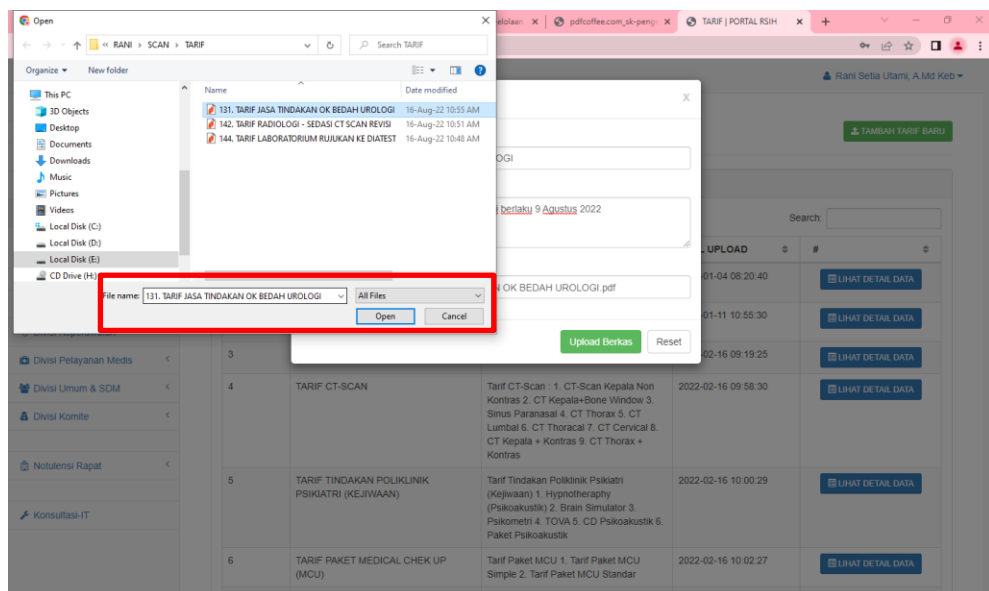 Open
elolaan
pdfcoffee.com_sk-peng
TARIF | PORTAL RSIH
« RANI › SCAN › TARIF
Search TARIF
Organize
New folder
Rani Setia Utami, A.Md Keb
This PC
3D Objects
Desktop
Documents
Downloads
Music
Pictures
Videos
Local Disk (C:)
Local Disk (D:)
Local Disk (E:)
CD Drive (H:)
Name Date modified
131. TARIF JASA TINDAKAN OK BEDAH UROLOGI 16-Aug-22 10:55 AM
142. TARIF RADIOLOGI - SEDASI CT SCAN REVISI 16-Aug-22 10:51 AM
144. TARIF LABORATORIUM RUJUKAN KE DIATEST 16-Aug-22 10:48 AM
File name: 131. TARIF JASA TINDAKAN OK BEDAH UROLOGI
All Files
Open Cancel
X
OGI
i berlaku 9 Agustus 2022
N OK BEDAH UROLOGI.pdf
Upload Berkas Reset
TAMBAH TARIF BARU
Search:
UPLOAD #
-01-04 08:20:40 LIHAT DETAIL DATA
-01-11 10:55:30 LIHAT DETAIL DATA
Divisi Pelayanan Medis
Divisi Umum & SDM
Divisi Komite
Notulensi Rapat
Konsultasi-IT
3 -02-16 09:19:25 LIHAT DETAIL DATA
4 TARIF CT-SCAN Tarif CT-Scan : 1. CT-Scan Kepala Non 2022-02-16 09:58:30 LIHAT DETAIL DATA
Kontras 2. CT Kepala+Bone Window 3.
Sinus Paranasal 4. CT Thorax 5. CT
Lumbal 6. CT Thoracal 7. CT Cervical 8.
CT Kepala + Kontras 9. CT Thorax +
Kontras
5 TARIF TINDAKAN POLIKLINIK Tarif Tindakan Poliklinik Psikiatri 2022-02-16 10:00:29 LIHAT DETAIL DATA
PSIKIATRI (KEJIWAAN) (Kejiwaan) 1. Hypnotheraphy
(Psikoakustik) 2. Brain Simulator 3.
Psikometri 4. TOVA 5. CD Psikoakustik 6.
Paket Psikoakustik
6 TARIF PAKET MEDICAL CHEK UP Tarif Paket MCU 1. Tarif Paket MCU 2022-02-16 10:02:27 LIHAT DETAIL DATA
(MCU) Simple 2. Tarif Paket MCU Standar